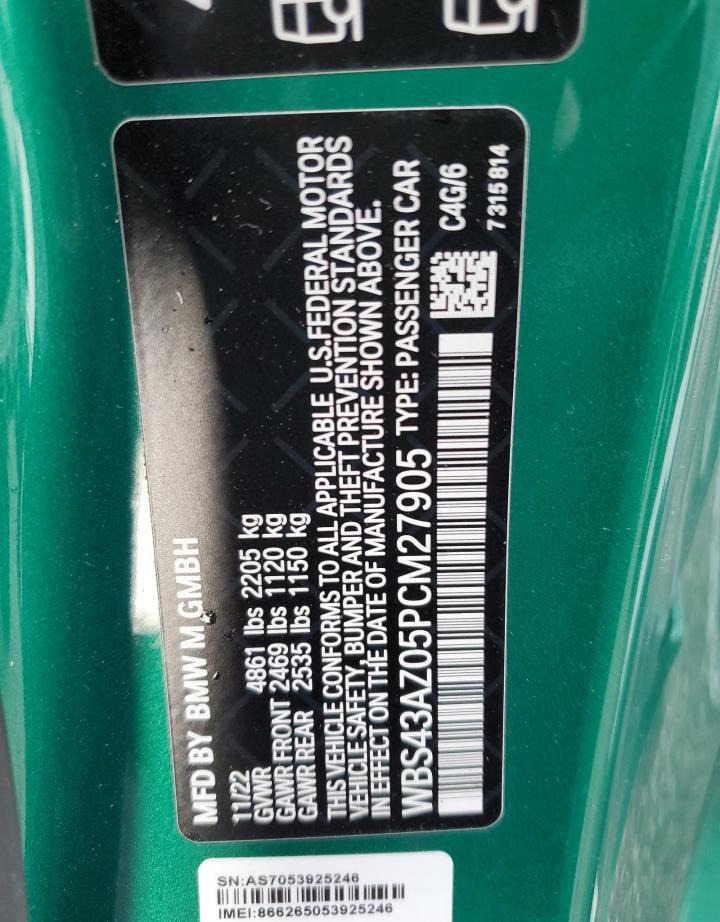 MFD BY BMW M GMBH
11/22
GVWR 4861 lbs 2205 kg
GAWR FRONT 2469 lbs 1120 kg
GAWR REAR 2535 lbs 1150 kg
THIS VEHICLE CONFORMS TO ALL APPLICABLE U.S.FEDERAL MOTOR
VEHICLE SAFETY, BUMPER AND THEFT PREVENTION STANDARDS
IN EFFECT ON THE DATE OF MANUFACTURE SHOWN ABOVE.
WBS43AZ05PCM27905 TYPE: PASSENGER CAR
C4G/6
7 315 814
SN:AS7053925246
IMEI:866265053925246